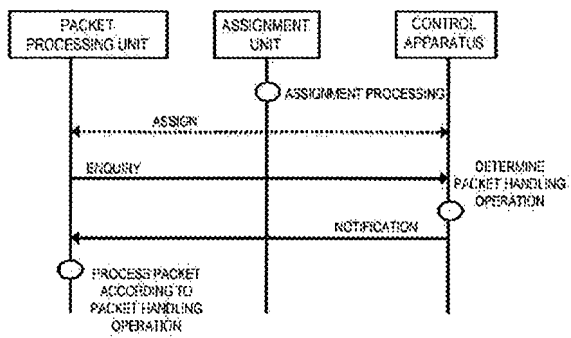 PACKET
PROCESSING UNIT
ASSIGNMENT
UNIT
CONTROL
APPARATUS
ASSIGNMENT PROCESSING
ASSIGN
ENQUIRY
DETERMINE
PACKET HANDLING
OPERATION
NOTIFICATION
PROCESS PACKET
ACCORDING TO
PACKET HANDLING
OPERATION